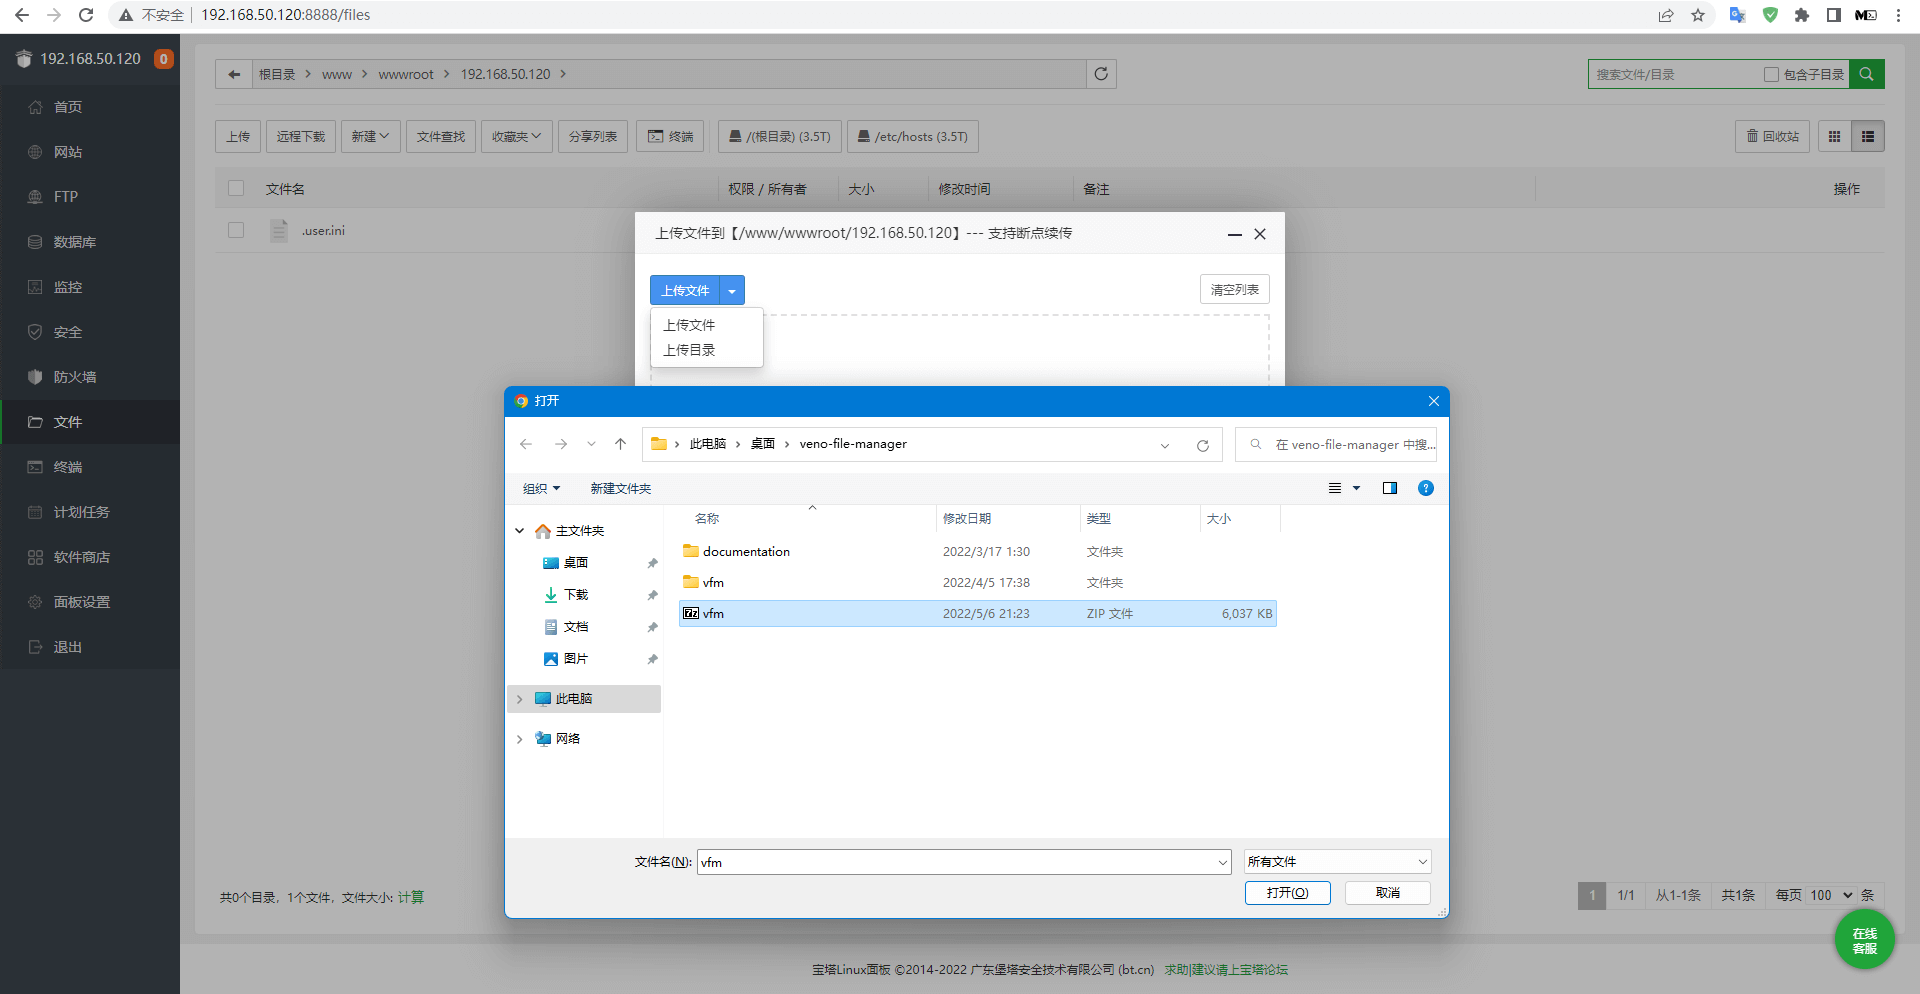 不安全 192.168.50.120:8888/files
192.168.50.120 0
首页
网站
FTP
数据库
监控
安全
防火墙
文件
终端
计划任务
软件商店
面板设置
退出
根目录 www wwwroot 192.168.50.120
搜索文件/目录 包含子目录
上传 远程下载 新建 文件查找 收藏夹 分享列表 终端 /(根目录) (3.5T) /etc/hosts (3.5T) 回收站
文件名 权限 / 所有者 大小 修改时间 备注 操作
.user.ini
上传文件到【/www/wwwroot/192.168.50.120】--- 支持断点续传
上传文件 清空列表
上传文件
上传目录
打开
此电脑 桌面 veno-file-manager 在 veno-file-manager 中搜...
组织 新建文件夹
名称 修改日期 类型 大小
documentation 2022/3/17 1:30 文件夹
vfm 2022/4/5 17:38 文件夹
7z vfm 2022/5/6 21:23 ZIP 文件 6,037 KB
主文件夹
桌面
下载
文档
图片
此电脑
网络
文件名(N): vfm 所有文件
打开(O) 取消
共0个目录，1个文件，文件大小: 计算
1 1/1 从1-1条 共1条 每页 100 条
在线
客服
宝塔Linux面板 ©2014-2022 广东堡塔安全技术有限公司 (bt.cn) 求助|建议请上宝塔论坛